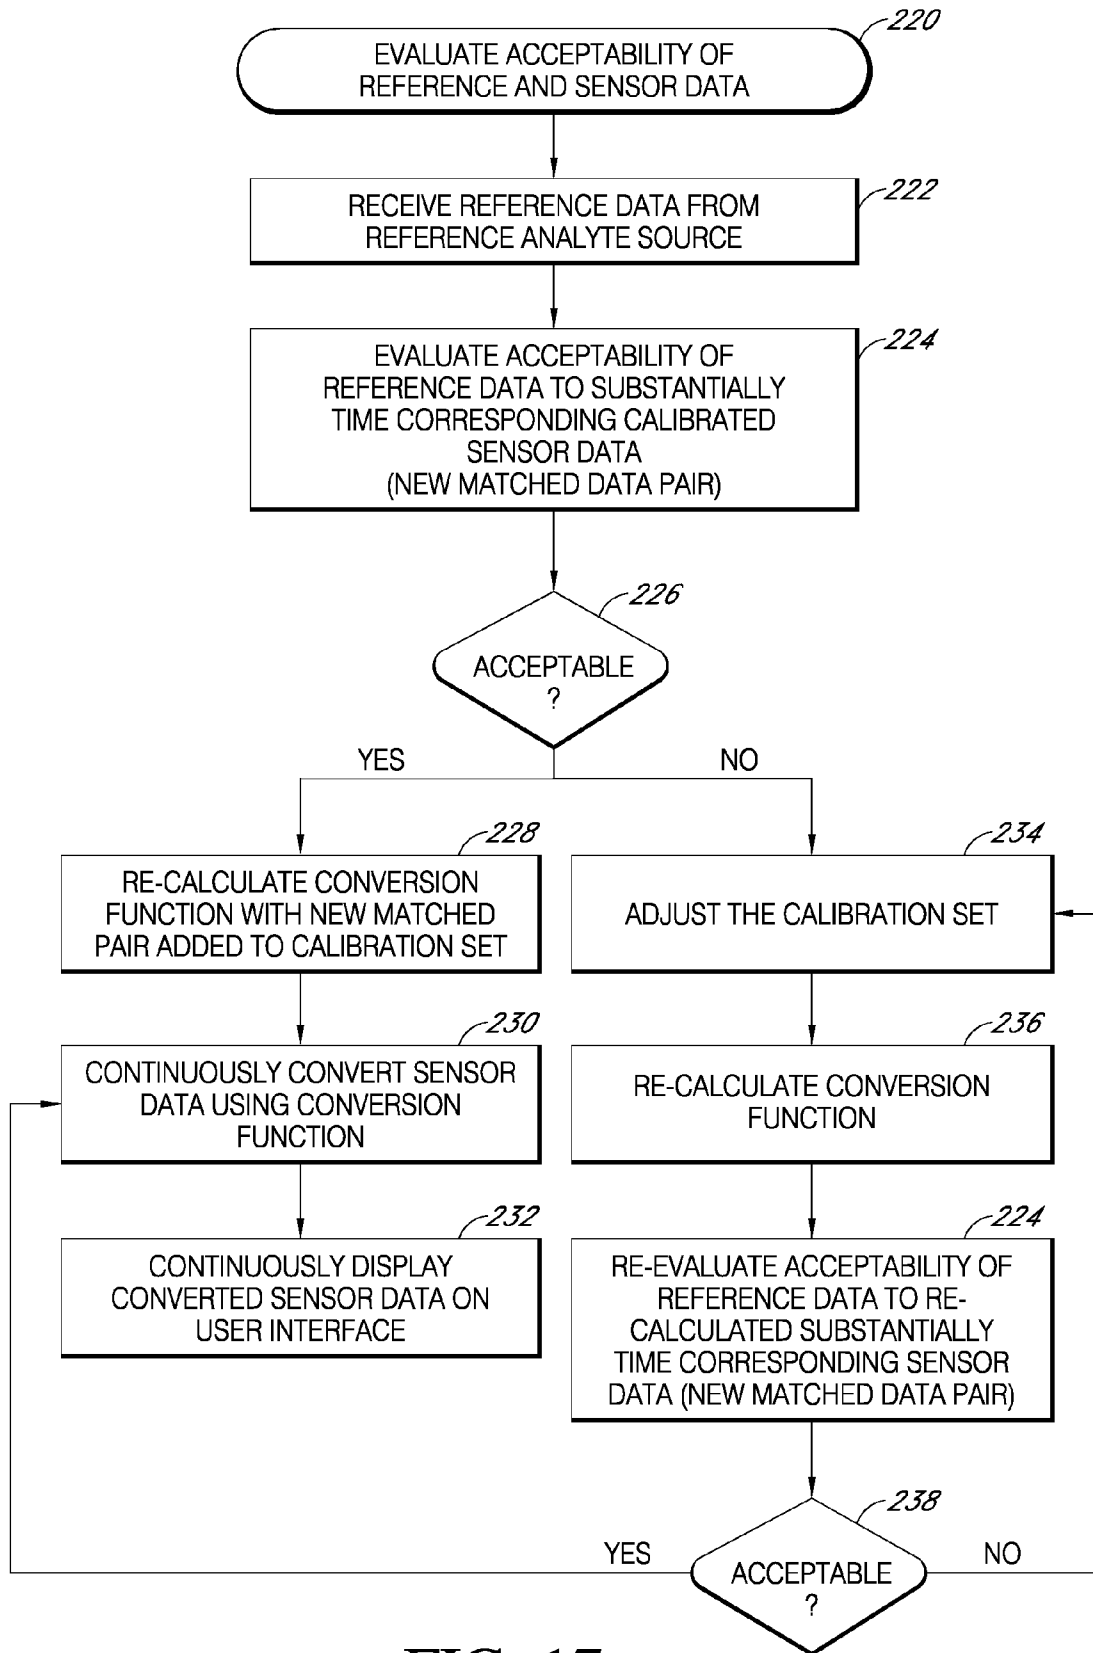 220
EVALUATE ACCEPTABILITY OF
REFERENCE AND SENSOR DATA
222
RECEIVE REFERENCE DATA FROM
REFERENCE ANALYTE SOURCE
224
EVALUATE ACCEPTABILITY OF
REFERENCE DATA TO SUBSTANTIALLY
TIME CORRESPONDING CALIBRATED
SENSOR DATA
(NEW MATCHED DATA PAIR)
226
ACCEPTABLE
?
YES
NO
228
RE-CALCULATE CONVERSION
FUNCTION WITH NEW MATCHED
PAIR ADDED TO CALIBRATION SET
234
ADJUST THE CALIBRATION SET
230
CONTINUOUSLY CONVERT SENSOR
DATA USING CONVERSION
FUNCTION
236
RE-CALCULATE CONVERSION
FUNCTION
232
CONTINUOUSLY DISPLAY
CONVERTED SENSOR DATA ON
USER INTERFACE
224
RE-EVALUATE ACCEPTABILITY OF
REFERENCE DATA TO RE-
CALCULATED SUBSTANTIALLY
TIME CORRESPONDING SENSOR
DATA (NEW MATCHED DATA PAIR)
238
YES
ACCEPTABLE
?
NO